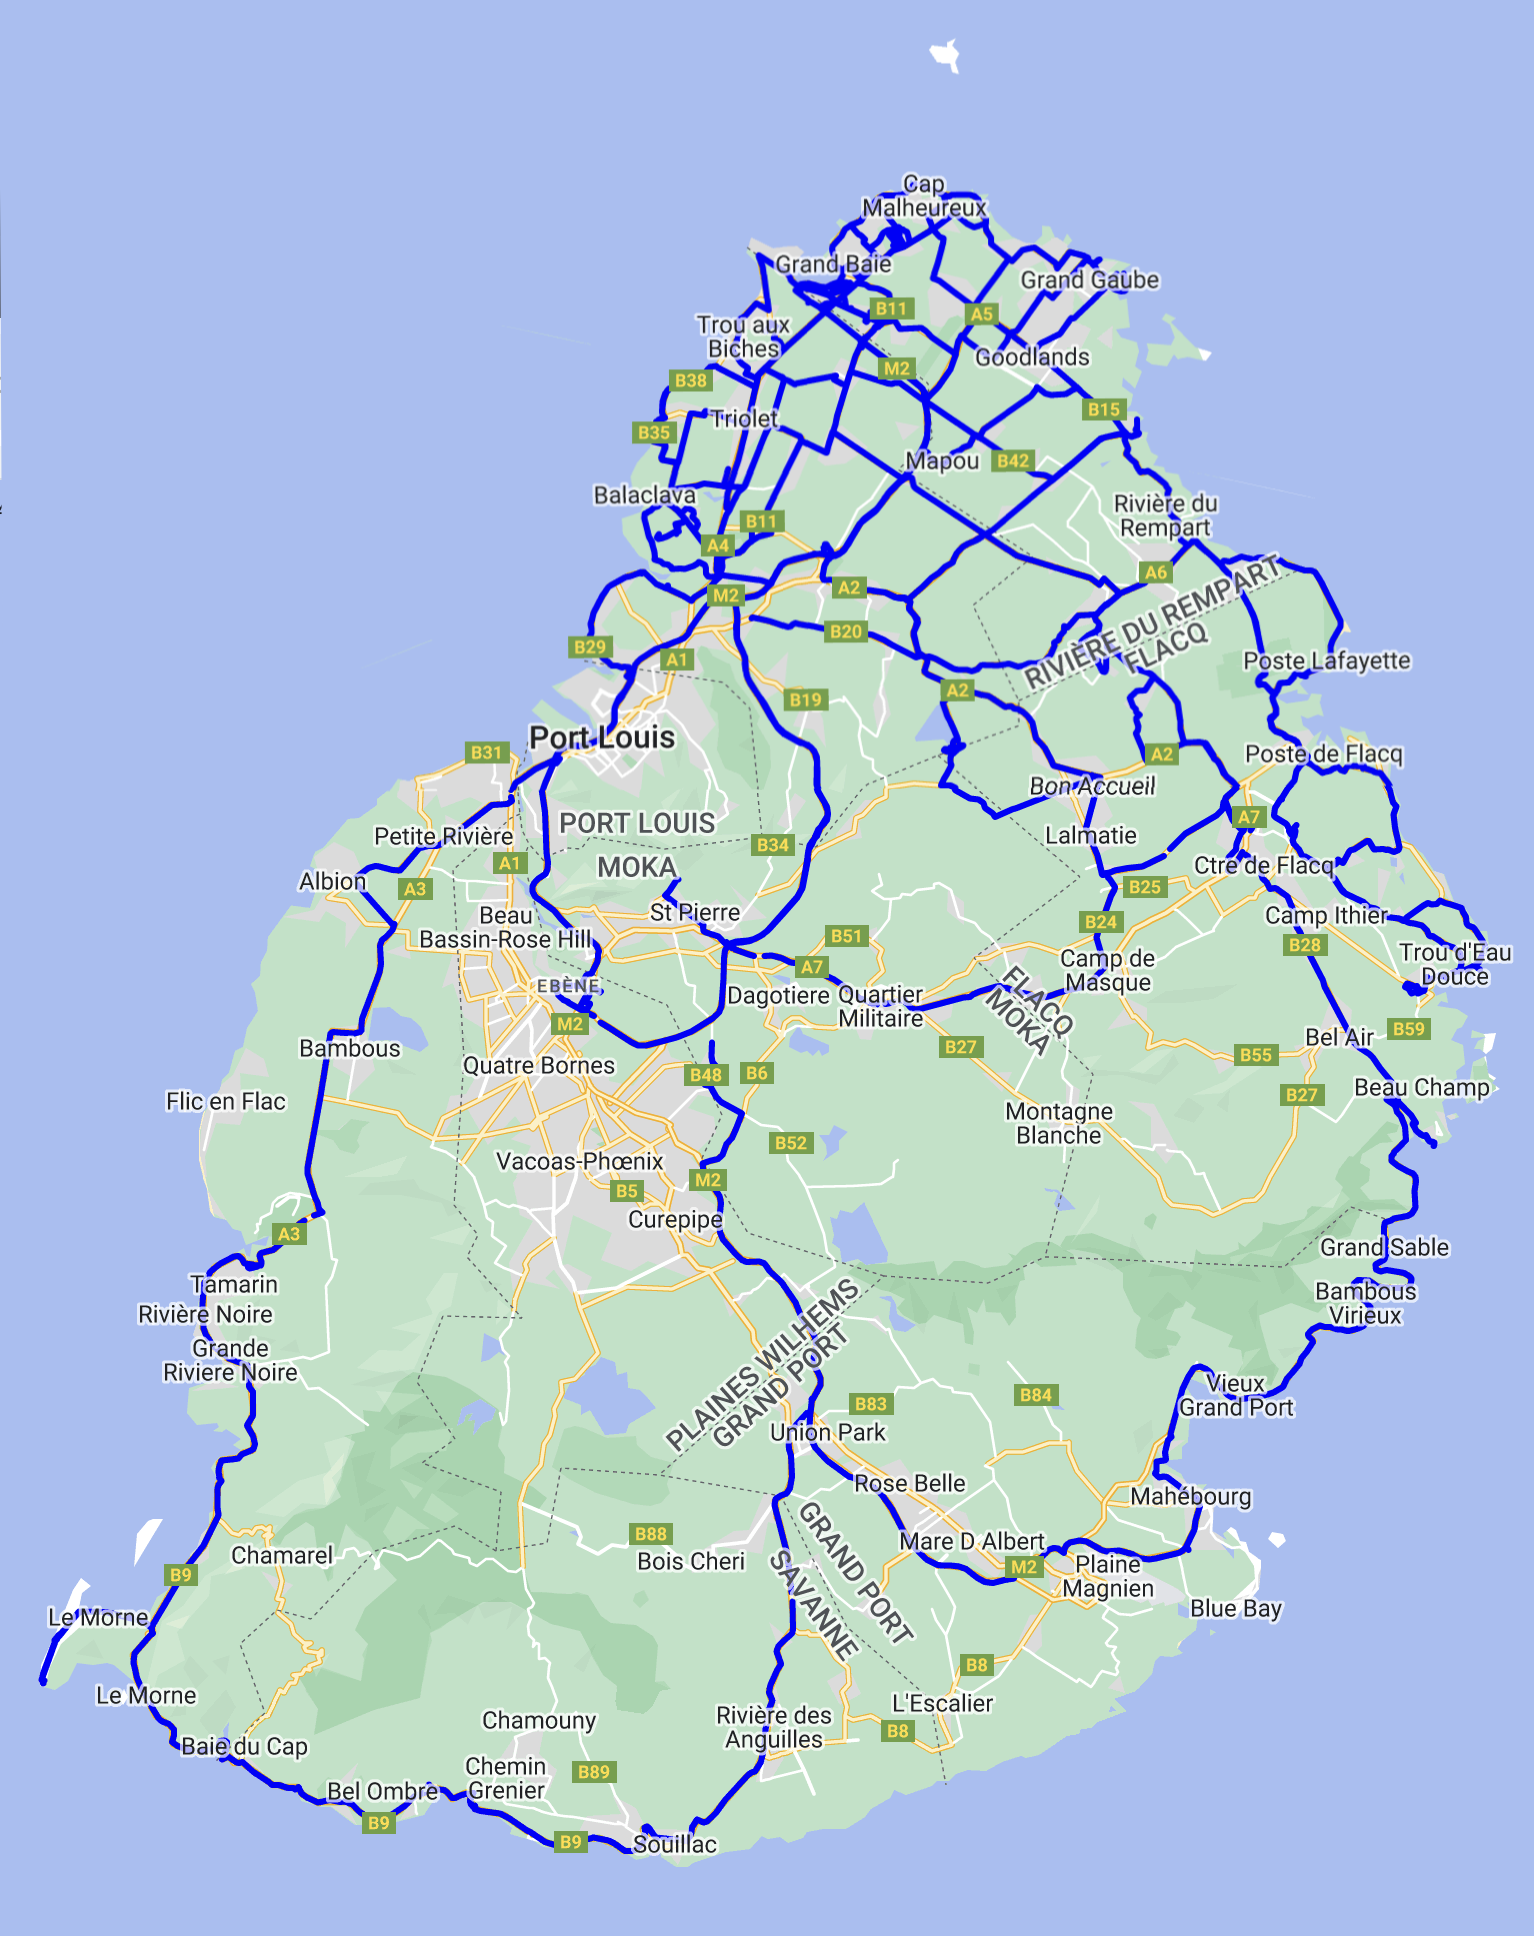 Cap
Malheureux
Grand Baie
Grand Gaube
B11
A5
Trou aux
Biches
Goodlands
M2
B38
B15
Triolet
B35
Mapou
B42
Balaclava
Rivière du
Rempart
B11
A4
A6
A2
M2
RIVIÈRE DU REMPART
FLACQ
B20
B29
A1
Poste Lafayette
A2
B19
Port Louis
B31
A2
Poste de Flacq
Bon Accueil
A7
PORT LOUIS
Petite Rivière
Lalmatie
B34
A1
MOKA
Ctre de Flacq
Albion
A3
B25
St Pierre
Beau
Bassin-Rose Hill
B24
Camp Ithier
B51
B28
Trou d'Eau
Douce
Camp de
Masque
A7
EBÈNE
Dagotiere
Quartier
Militaire
FLACQ
MOKA
M2
B59
Bel Air
Bambous
B27
B55
Quatre Bornes
B48
B6
Beau Champ
B27
Flic en Flac
Montagne
Blanche
B52
Vacoas-Phœnix
M2
B5
Curepipe
A3
Grand Sable
Tamarin
Bambous
Virieux
Rivière Noire
PLAINES WILHEMS
GRAND PORT
Grande
Riviere Noire
Vieux
Grand Port
B84
B83
Union Park
Rose Belle
Mahébourg
B88
GRAND PORT
SAVANNE
Mare D Albert
Chamarel
Bois Cheri
M2
Plaine
Magnien
B9
Le Morne
Blue Bay
B8
Le Morne
L'Escalier
Rivière des
Anguilles
Chamouny
B8
Baie du Cap
Chemin
Grenier
B89
Bel Ombre
B9
B9
Souillac